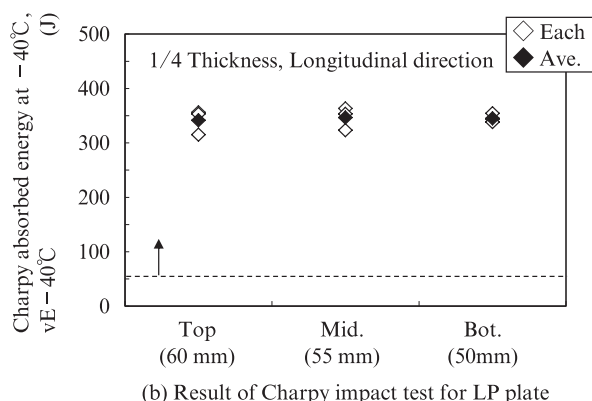 Charpy absorbed energy at −40℃,
vE−40℃ (J)
500
400
300
200
100
0
1/4 Thickness, Longitudinal direction
Each
Ave.
Top
(60 mm)
Mid.
(55 mm)
Bot.
(50mm)
(b) Result of Charpy impact test for LP plate